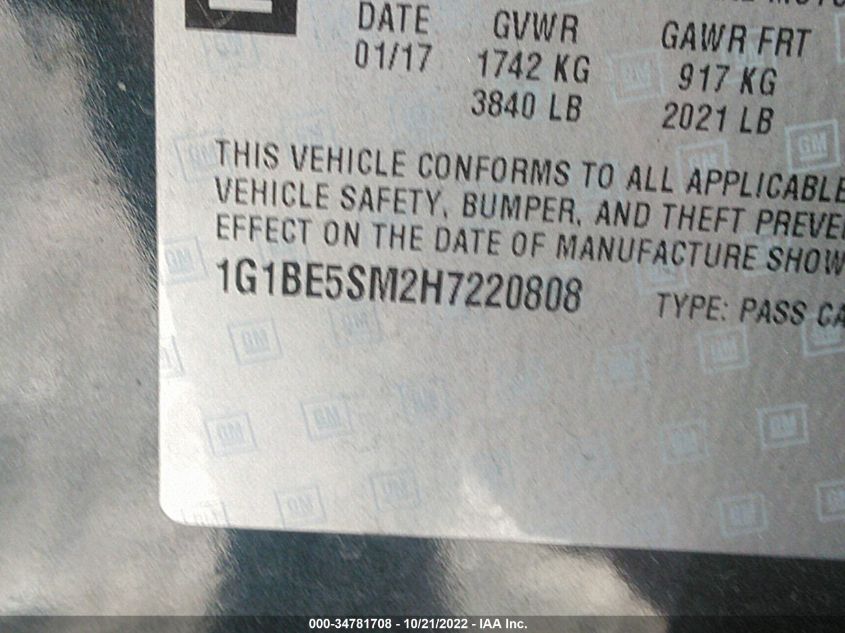 DATE GVWR GAWR FRT
01/17 1742 KG 917 KG
3840 LB 2021 LB
THIS VEHICLE CONFORMS TO ALL APPLICABLE
VEHICLE SAFETY, BUMPER, AND THEFT PREVE
EFFECT ON THE DATE OF MANUFACTURE SHOW
1G1BE5SM2H7220808 TYPE: PASS CA
GM
000-34781708 - 10/21/2022 - IAA Inc.